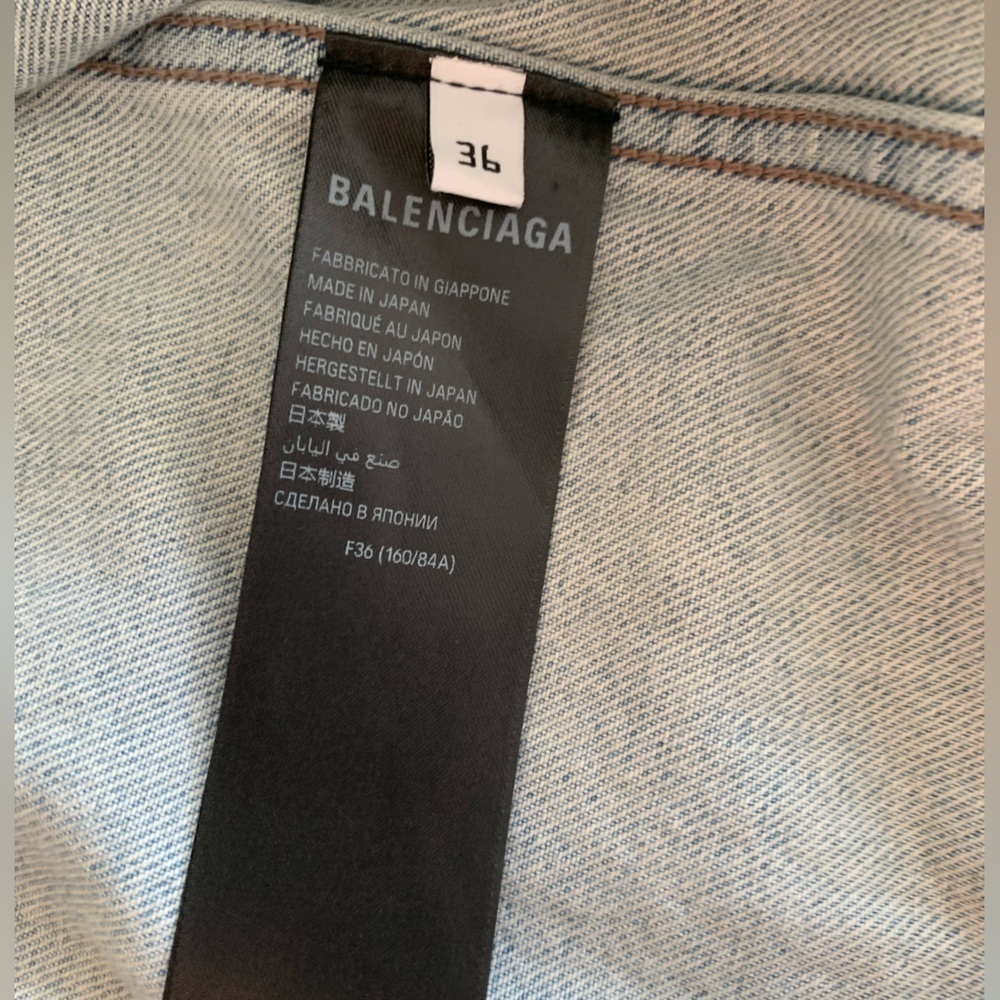 36
BALENCIAGA
FABBRICATO IN GIAPPONE
MADE IN JAPAN
FABRIQUÉ AU JAPON
HECHO EN JAPÓN
HERGESTELLT IN JAPAN
FABRICADO NO JAPÃO
日本製
صنع في اليابان
日本制造
СДЕЛАНО В ЯПОНИИ
F36 (160/84A)